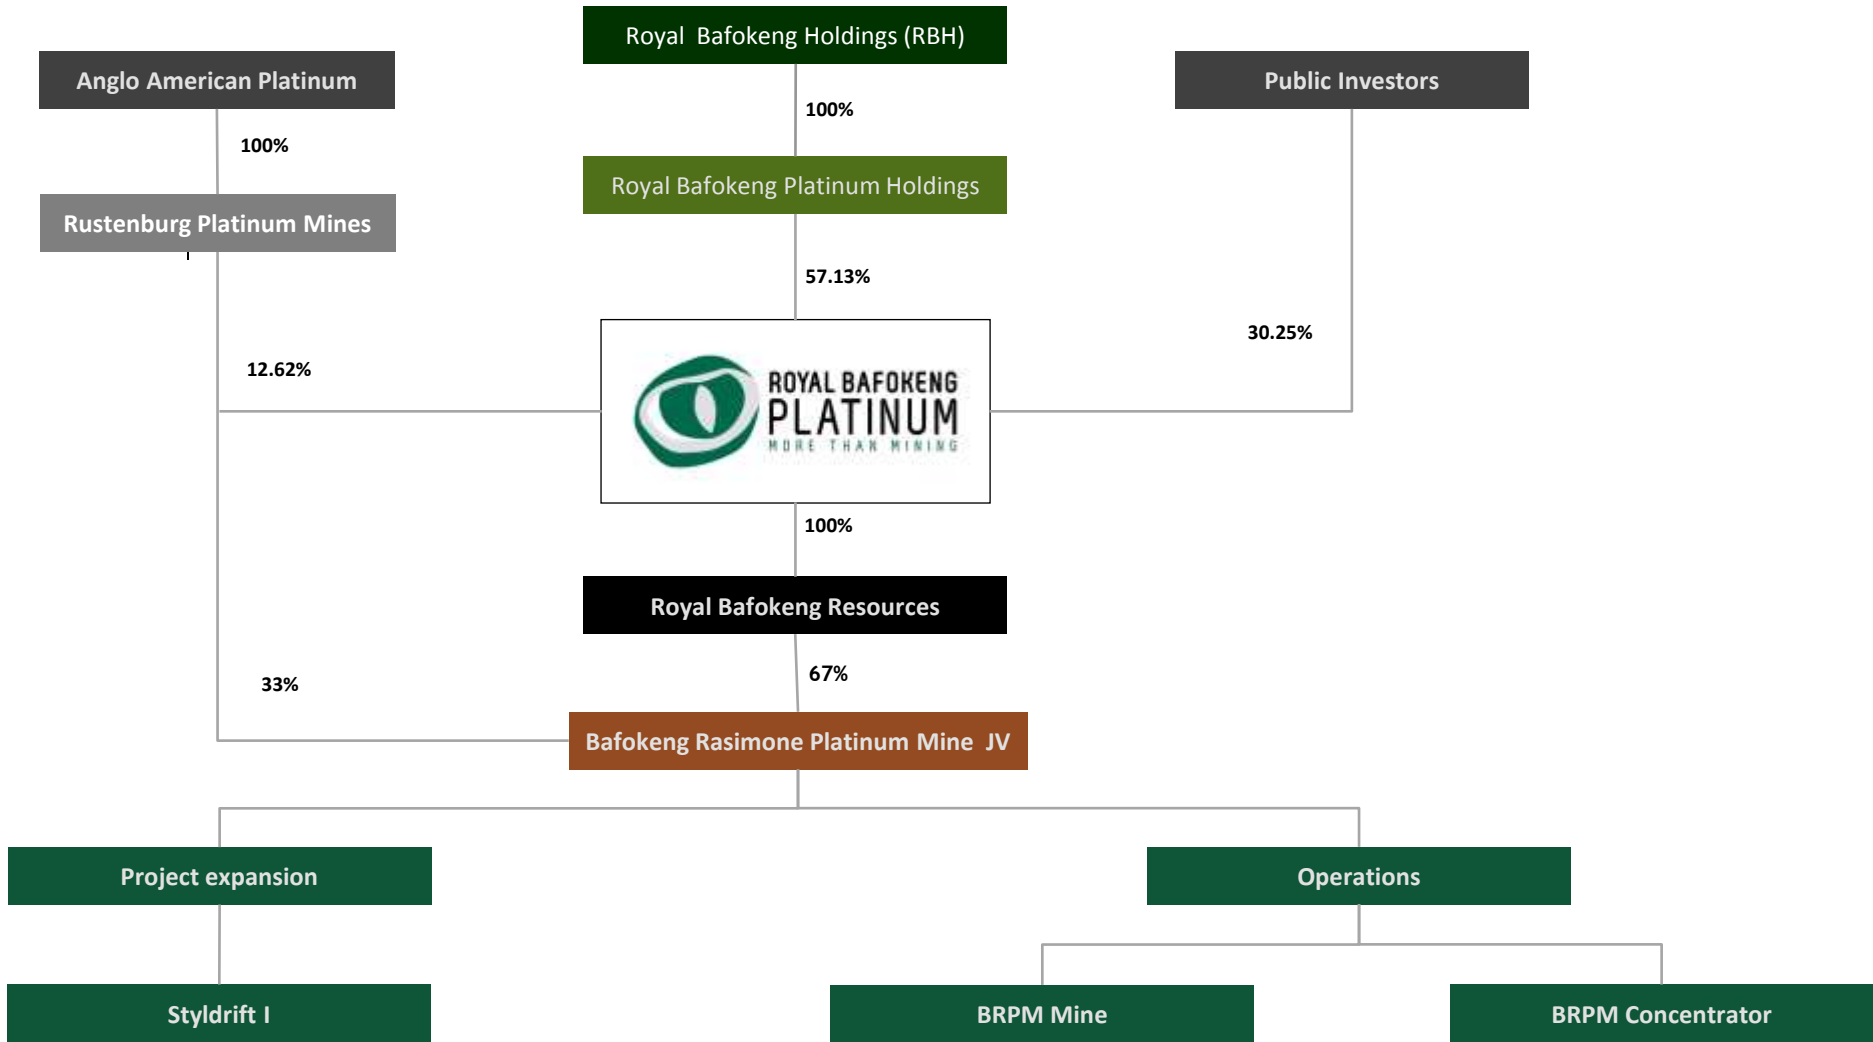 Royal Bafokeng Holdings (RBH)
Anglo American Platinum
Public Investors
100%
100%
Royal Bafokeng Platinum Holdings
Rustenburg Platinum Mines
57.13%
30.25%
12.62%
ROYAL BAFOKENG
PLATINUM
MORE THAN MINING
100%
Royal Bafokeng Resources
67%
33%
Bafokeng Rasimone Platinum Mine JV
Project expansion
Operations
Styldrift I
BRPM Mine
BRPM Concentrator